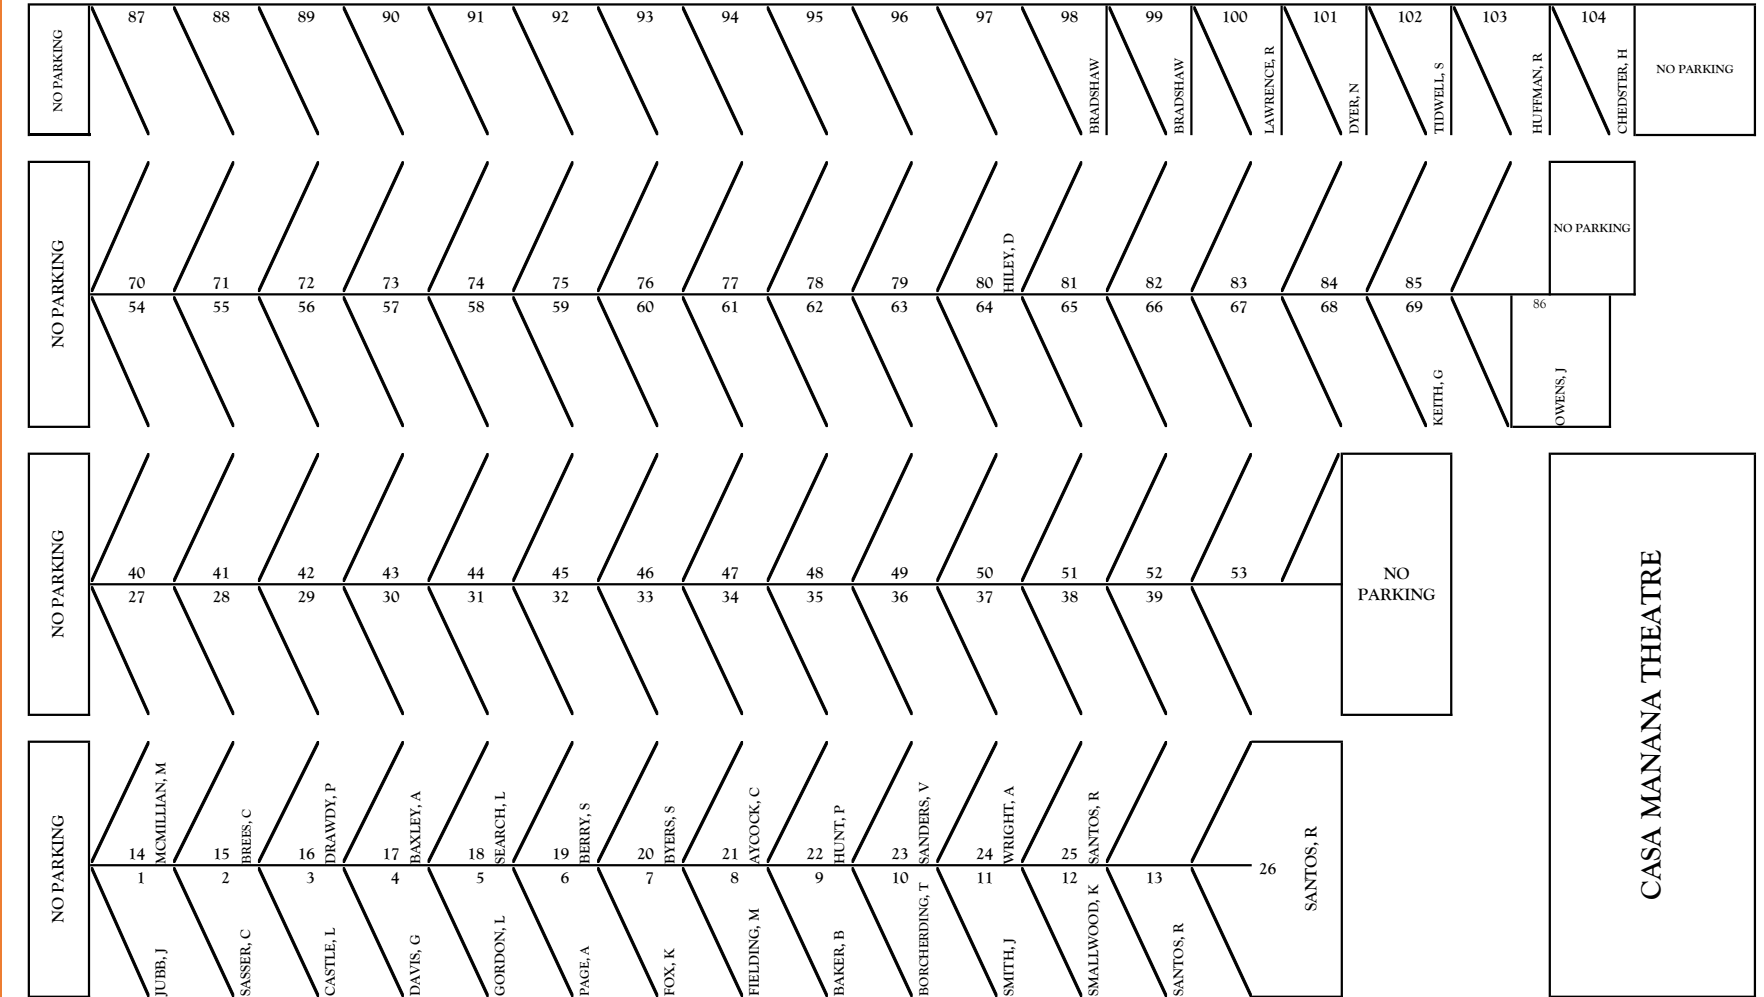 87 88 89 90 91 92 93 94 95 96 97 98 99 100 101 102 103 104
NO PARKING
BRADSHAW
BRADSHAW
LAWRENCE, R
DYER, N
TIDWELL, S
HUFFMAN, R
CHEDSTER, H
NO PARKING
NO PARKING
HILEY, D
NO PARKING
70 71 72 73 74 75 76 77 78 79 80 81 82 83 84 85
54 55 56 57 58 59 60 61 62 63 64 65 66 67 68 69 86
KEITH, G
OWENS, J
NO PARKING
40 41 42 43 44 45 46 47 48 49 50 51 52 53
27 28 29 30 31 32 33 34 35 36 37 38 39
NO
PARKING
CASA MANANA THEATRE
NO PARKING
MCMILLIAN, M
BREES, C
DRAWDY, P
BAXLEY, A
SEARCH, L
BERRY, S
BYERS, S
AYCOCK, C
HUNT, P
SANDERS, V
WRIGHT, A
SANTOS, R
14 15 16 17 18 19 20 21 22 23 24 25
1 2 3 4 5 6 7 8 9 10 11 12 13
26
SANTOS, R
JUBB, J
SASSER, C
CASTLE, L
DAVIS, G
GORDON, L
PAGE, A
FOX, K
FIELDING, M
BAKER, B
BORCHERDING, T
SMITH, J
SMALLWOOD, K
SANTOS, R